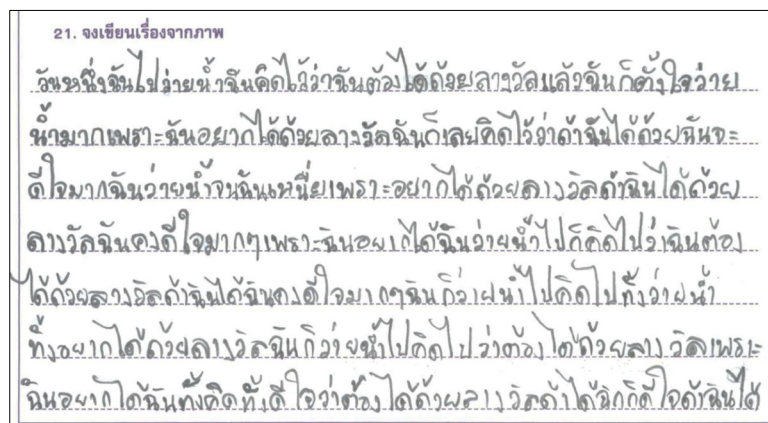 21. จงเขียนเรื่องจากภาพ
วันหนึ่งฉันไปว่ายน้ำฉันคิดไว้ว่าฉันต้องได้ถ้วยลางวัลแล้วฉันก็ตั้งใจว่าย
น้ำมากเพราะฉันอยากได้ถ้วยลางวัลฉันก็เลยคิดไว้ว่าถ้าฉันได้ถ้วยฉันจะ
ดีใจมากฉันว่ายน้ำจนฉันเหนื่ยเพราะอยากได้ถ้วยลางวัลถ้าฉันได้ถ้วย
ลางวัลฉันคงดีใจมากๆเพราะฉันอยากได้ฉันว่ายน้ำไปก็คิดไปว่าฉันต้อง
ได้ถ้วยลางวัลถ้าฉันได้ฉันคงดีใจมากๆฉันก็ว่ายน้ำไปคิดไปทั้งว่ายน้ำ
ทั้งอยากได้ถ้วยลางวัลฉันก็ว่ายน้ำไปคิดไปว่าต้องได้ถ้วยลางวัลเพราะ
ฉันอยากได้ฉันทั้งคิดทั้งดีใจว่าต้องได้ถ้วยลางวัลถ้าได้ฉักก็ดีใจถ้าฉันได้